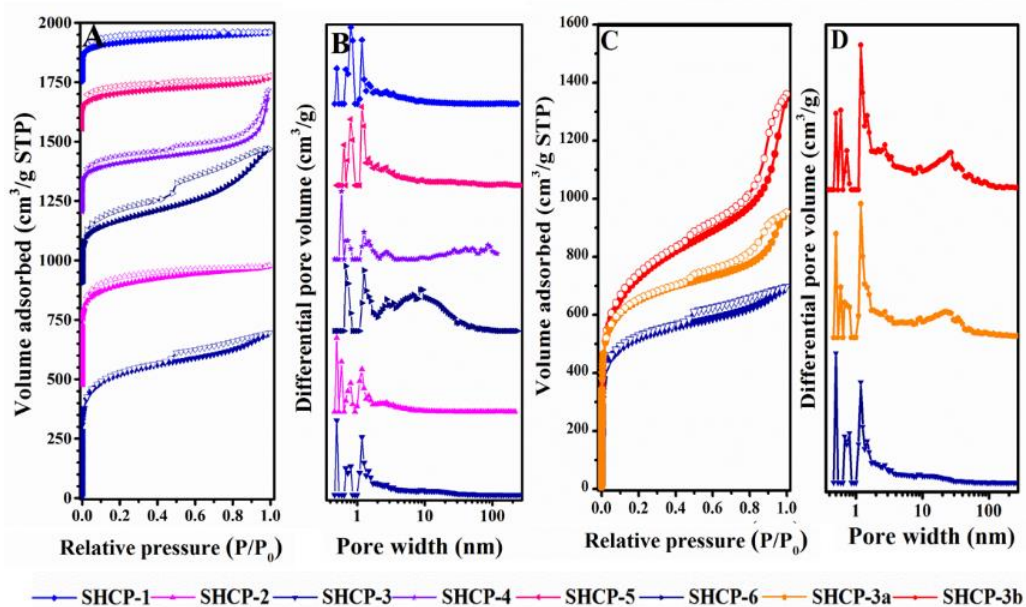 A
Volume adsorbed (cm³/g STP)
2000
1750
1500
1250
1000
750
500
250
0
0.0 0.2 0.4 0.6 0.8 1.0
Relative pressure (P/P₀)
B
Differential pore volume (cm³/g)
1 10 100
Pore width (nm)
C
Volume adsorbed (cm³/g STP)
1600
1400
1200
1000
800
600
400
200
0
0.0 0.2 0.4 0.6 0.8 1.0
Relative pressure (P/P₀)
D
Differential pore volume (cm³/g)
1 10 100
Pore width (nm)
SHCP-1 SHCP-2 SHCP-3 SHCP-4 SHCP-5 SHCP-6 SHCP-3a SHCP-3b